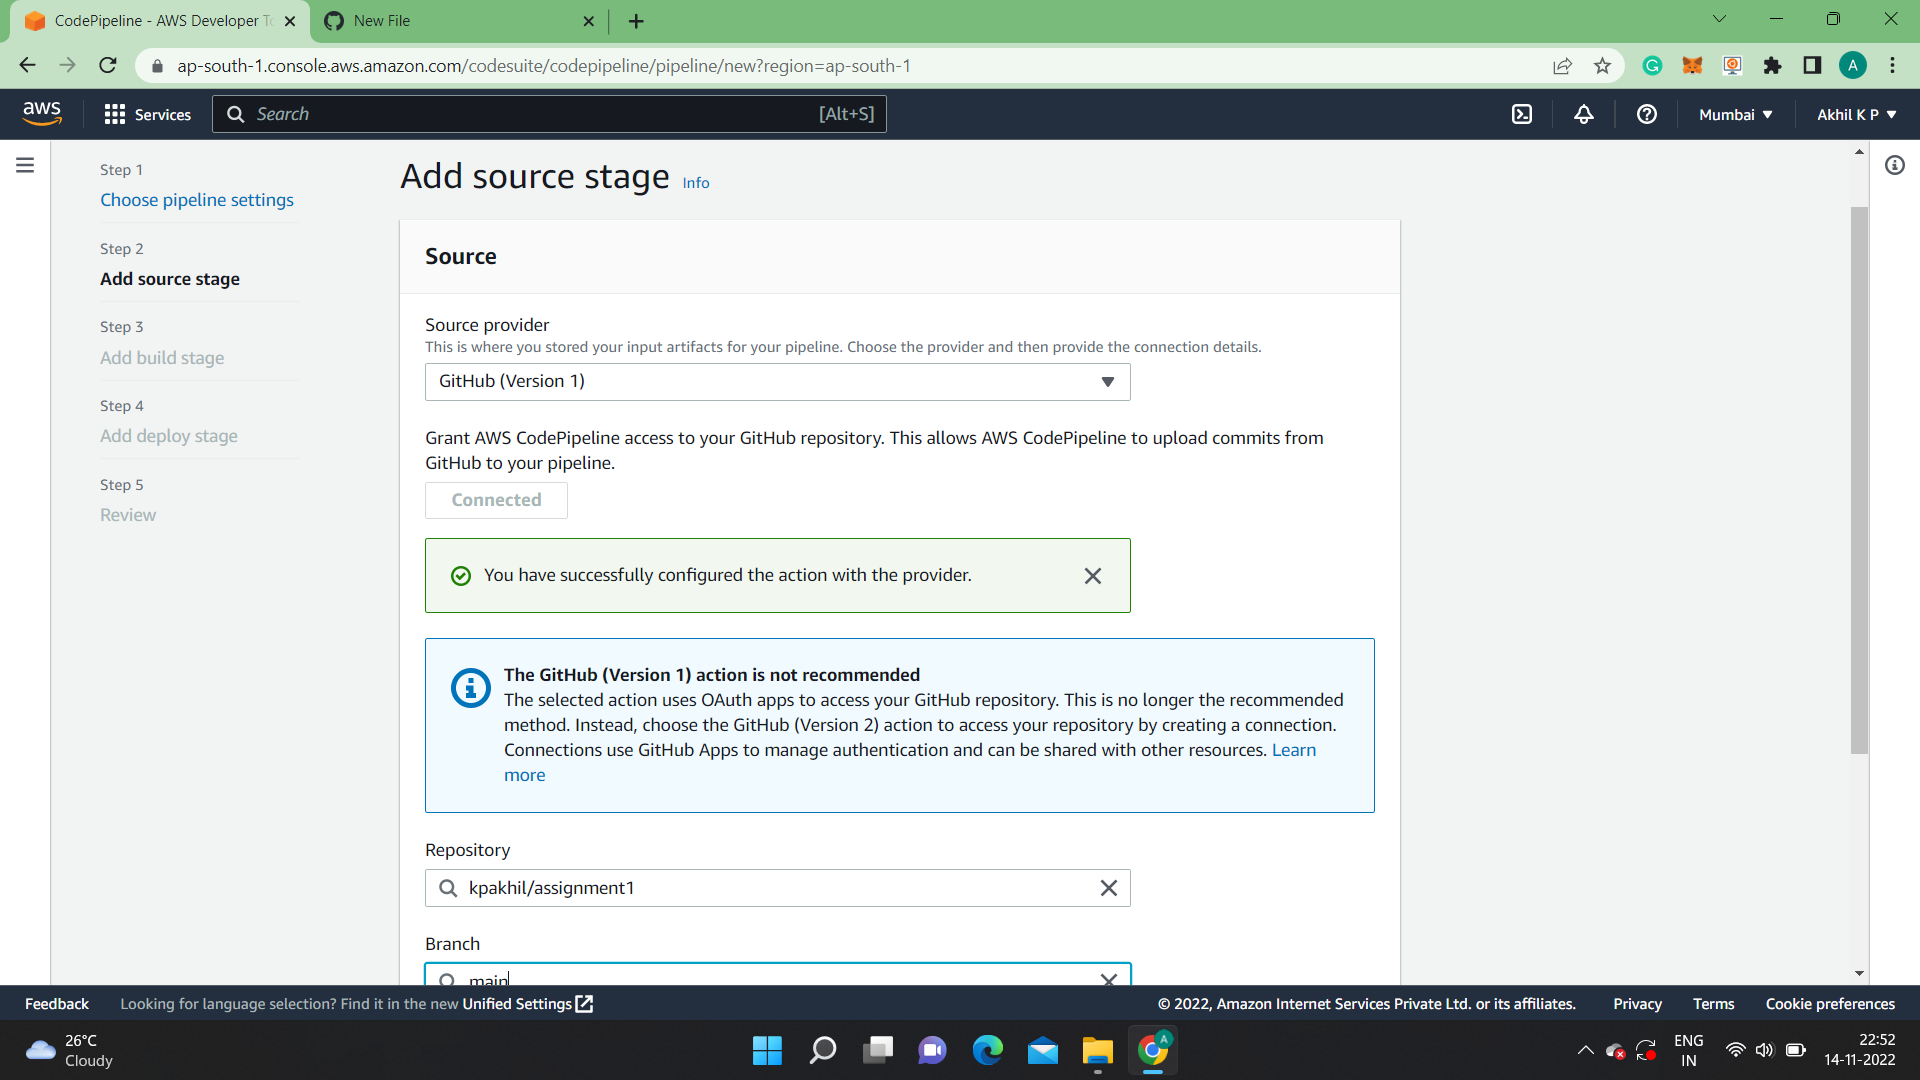 CodePipeline - AWS Developer To
New File
ap-south-1.console.aws.amazon.com/codesuite/codepipeline/pipeline/new?region=ap-south-1
A
aws
Services
Search
[Alt+S]
Mumbai
Akhil K P
Step 1
Choose pipeline settings
Step 2
Add source stage
Step 3
Add build stage
Step 4
Add deploy stage
Step 5
Review
Add source stage Info
Source
Source provider
This is where you stored your input artifacts for your pipeline. Choose the provider and then provide the connection details.
GitHub (Version 1)
Grant AWS CodePipeline access to your GitHub repository. This allows AWS CodePipeline to upload commits from
GitHub to your pipeline.
Connected
You have successfully configured the action with the provider.
The GitHub (Version 1) action is not recommended
The selected action uses OAuth apps to access your GitHub repository. This is no longer the recommended
method. Instead, choose the GitHub (Version 2) action to access your repository by creating a connection.
Connections use GitHub Apps to manage authentication and can be shared with other resources. Learn
more
Repository
kpakhil/assignment1
Branch
main
Feedback
Looking for language selection? Find it in the new Unified Settings
© 2022, Amazon Internet Services Private Ltd. or its affiliates.
Privacy
Terms
Cookie preferences
26°C
Cloudy
A
ENG
IN
22:52
14-11-2022